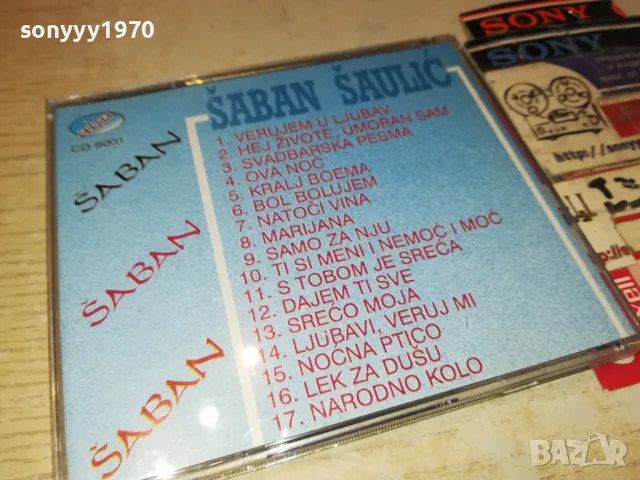 sonyyy1970
SONY
SONY
ŠABAN ŠAULIĆ
CD 8001
ŠABAN
ŠABAN
ŠABAN
1. VERUJEM U LJUBAV
2. HEJ ŽIVOTE, UMORAN SAM
3. SVADBARSKA PESMA
4. OVA NOĆ
5. KRALJ BOEMA
6. BOL BOLUJEM
7. NATOČI VINA
8. MARIJANA
9. SAMO ZA NJU
10. TI SI MENI I NEMOĆ I MOĆ
11. S TOBOM JE SREĆA
12. DAJEM TI SVE
13. SREĆO MOJA
14. LJUBAVI, VERUJ MI
15. NOĆNA PTICO
16. LEK ZA DUŠU
17. NARODNO KOLO
BAZAR
bg